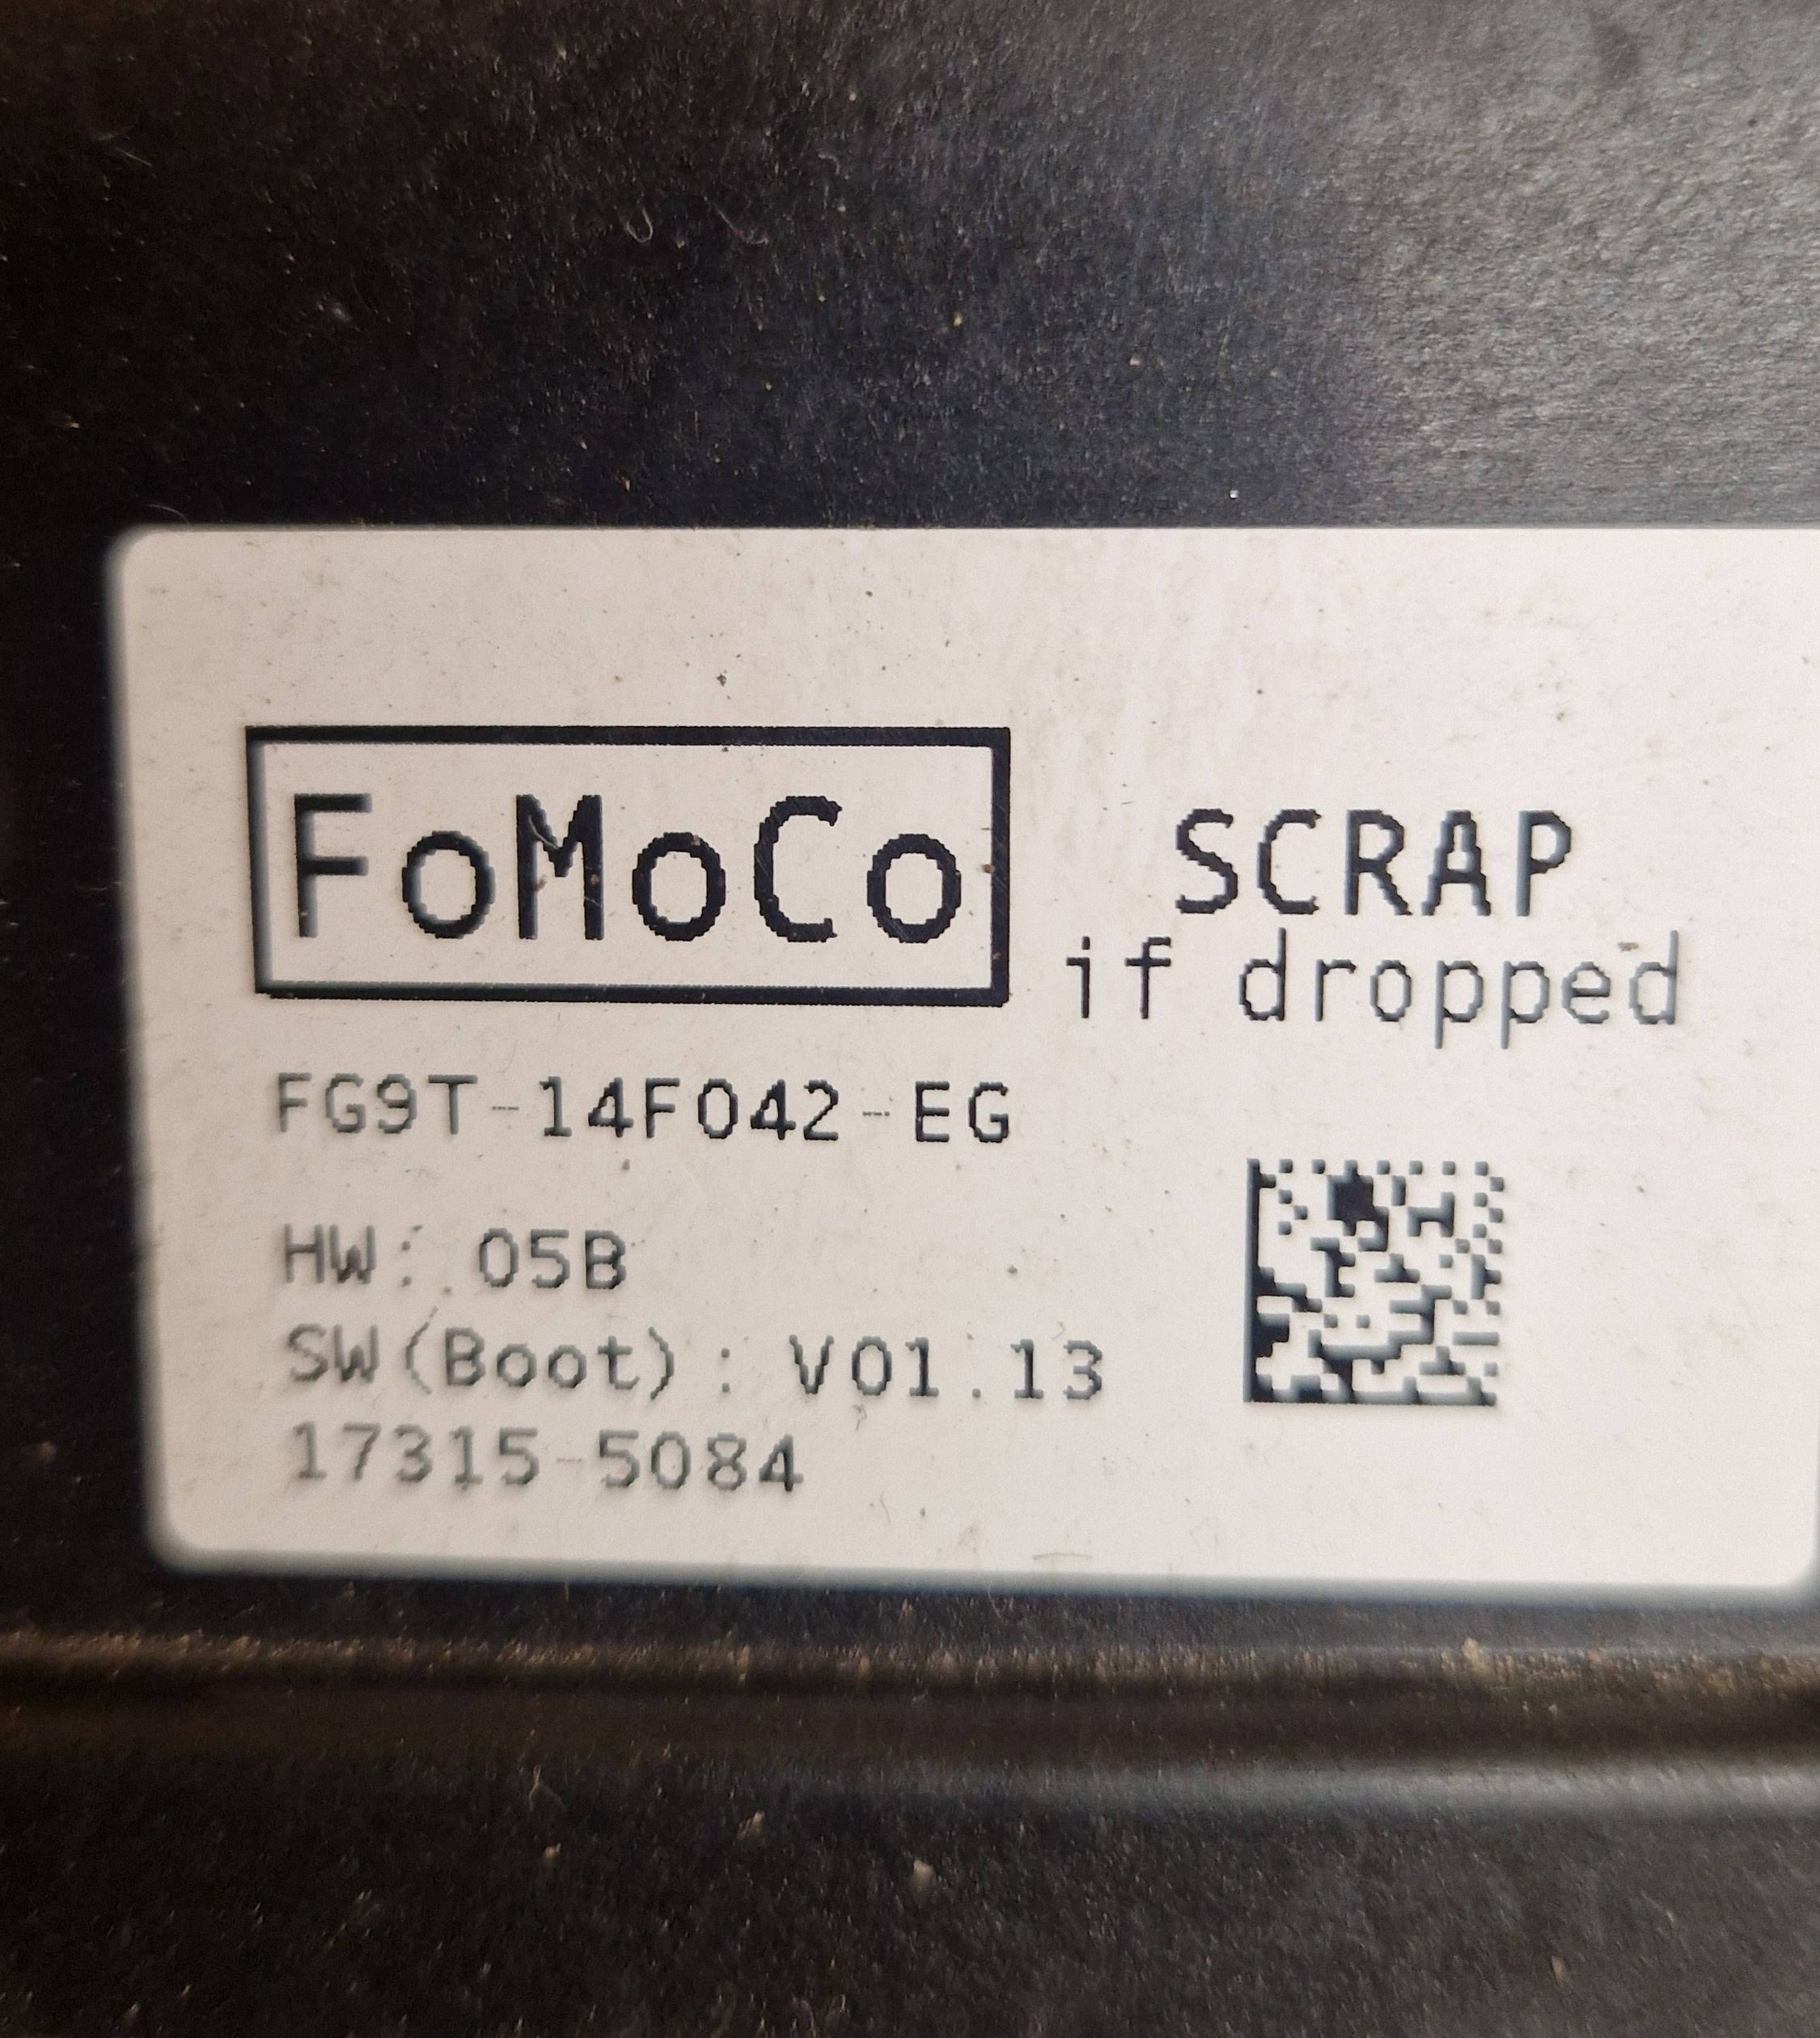 FoMoCo
SCRAP
if dropped
FG9T-14F042-EG
HW: 05B
SW(Boot): V01.13
17315-5084